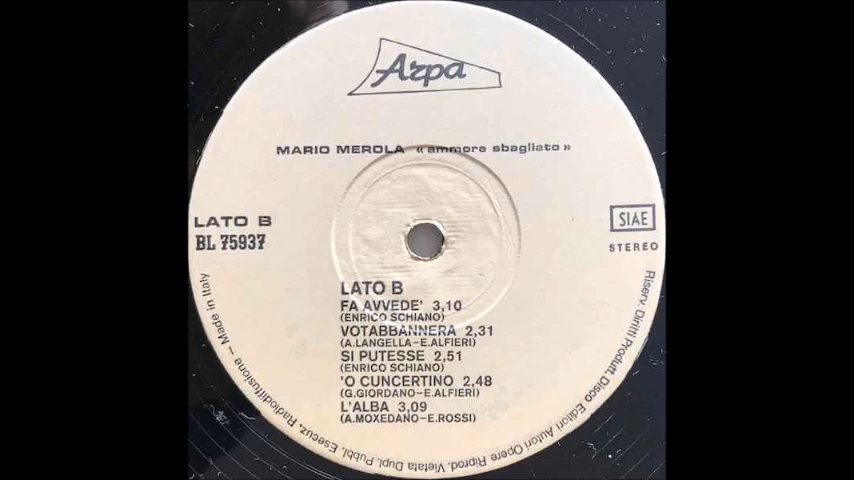 Arpa
MARIO MEROLA «ammore sbagliato»
LATO B
BL 75937
SIAE
STEREO
LATO B
FA AVVEDE' 3,10
(ENRICO SCHIANO)
VOTABBANNERA 2,31
(A.LANGELLA-E.ALFIERI)
SI PUTESSE 2,51
(ENRICO SCHIANO)
'O CUNCERTINO 2,48
(G.GIORDANO-E.ALFIERI)
L'ALBA 3,09
(A.MOXEDANO-E.ROSSI)
Riserv. Diritti Produtt. Disco Editori Autori Opere Riprod. Vietata Dupl. Pubbl. Esecuz. Radiodiffusione - Made in Italy